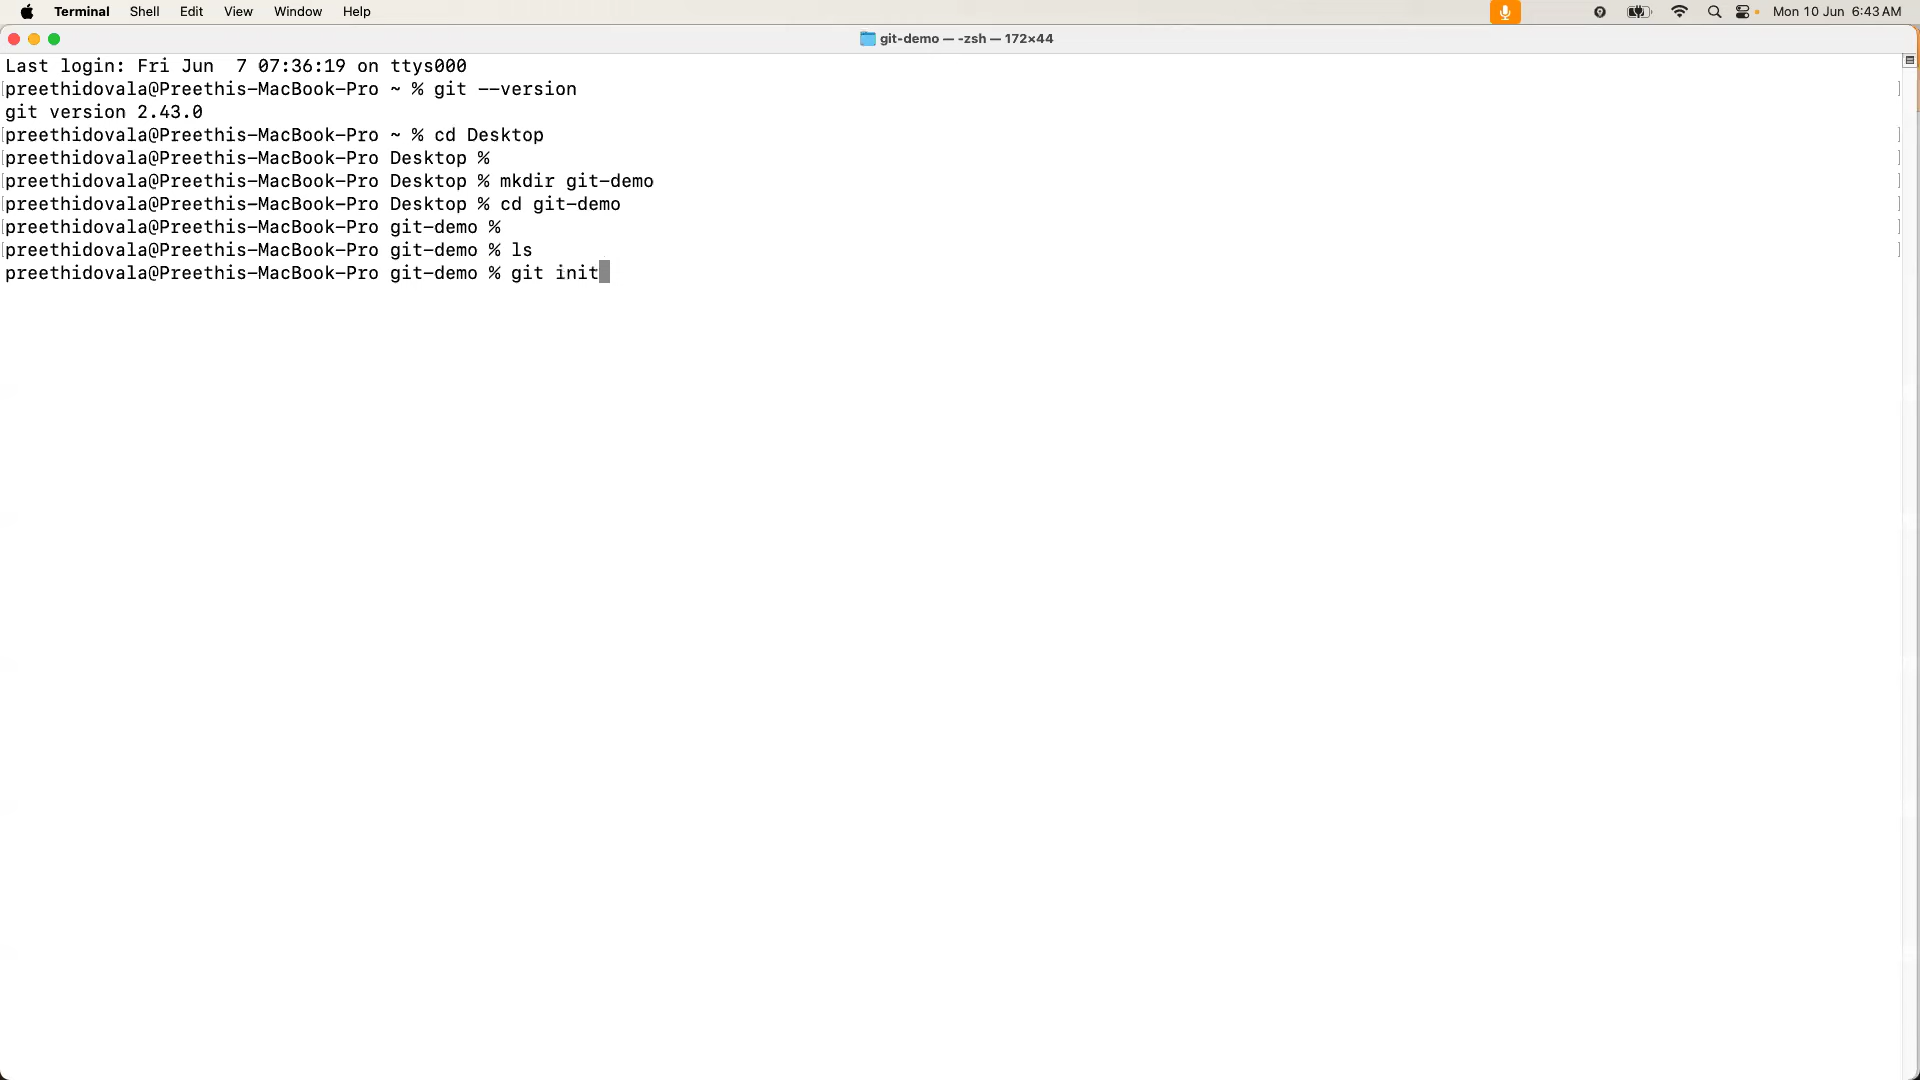 Terminal Shell Edit View Window Help Mon 10 Jun 6:43 AM
git-demo — -zsh — 172×44
Last login: Fri Jun  7 07:36:19 on ttys000
preethidovala@Preethis-MacBook-Pro ~ % git --version
git version 2.43.0
preethidovala@Preethis-MacBook-Pro ~ % cd Desktop
preethidovala@Preethis-MacBook-Pro Desktop %
preethidovala@Preethis-MacBook-Pro Desktop % mkdir git-demo
preethidovala@Preethis-MacBook-Pro Desktop % cd git-demo
preethidovala@Preethis-MacBook-Pro git-demo %
preethidovala@Preethis-MacBook-Pro git-demo % ls
preethidovala@Preethis-MacBook-Pro git-demo % git init